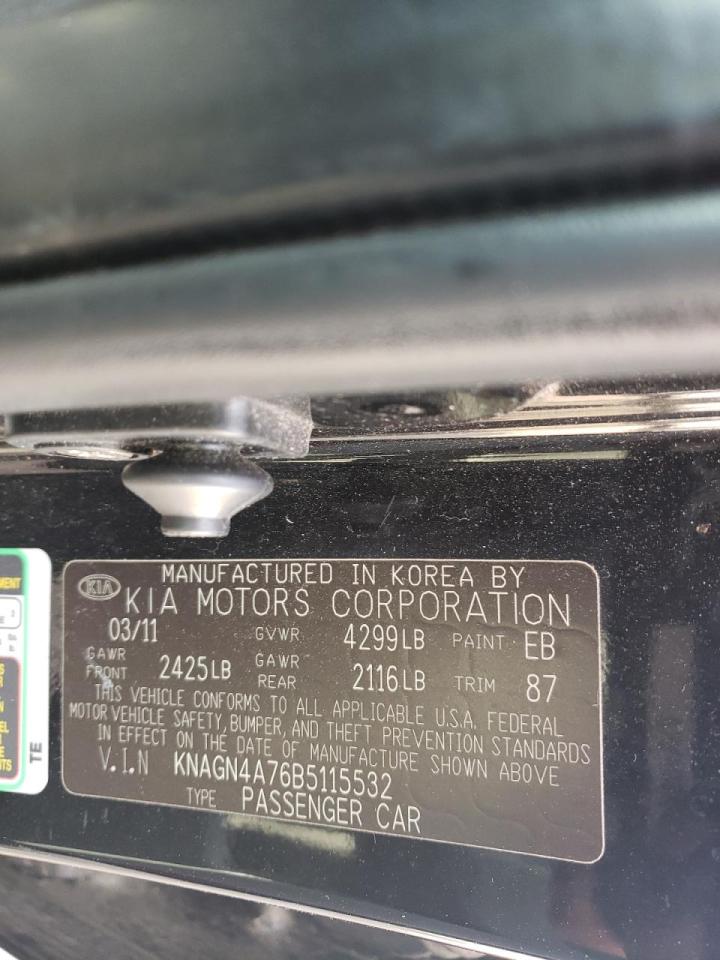 KIA
MANUFACTURED IN KOREA BY
KIA MOTORS CORPORATION
03/11 GVWR 4299LB PAINT EB
GAWR FRONT 2425LB GAWR REAR 2116LB TRIM 87
THIS VEHICLE CONFORMS TO ALL APPLICABLE U.S.A. FEDERAL
MOTOR VEHICLE SAFETY, BUMPER, AND THEFT PREVENTION STANDARDS
IN EFFECT ON THE DATE OF MANUFACTURE SHOWN ABOVE
V.I.N KNAGN4A76B5115532
TYPE PASSENGER CAR
TE